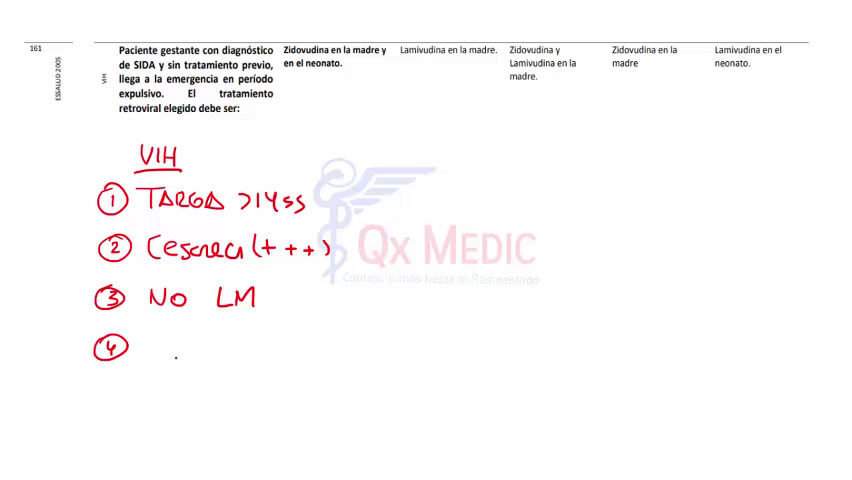 161
ESSALUD 2005
VIH
Paciente gestante con diagnóstico
de SIDA y sin tratamiento previo,
llega a la emergencia en período
expulsivo. El tratamiento
retroviral elegido debe ser:
Zidovudina en la madre y
en el neonato.
Lamivudina en la madre.
Zidovudina y
Lamivudina en la
madre.
Zidovudina en la
madre
Lamivudina en el
neonato.
VIH
1 TARGA >14ss
2 Cesarea (+++)
3 NO LM
4
Qx MEDIC
Contigo, juntos hasta el Residentado